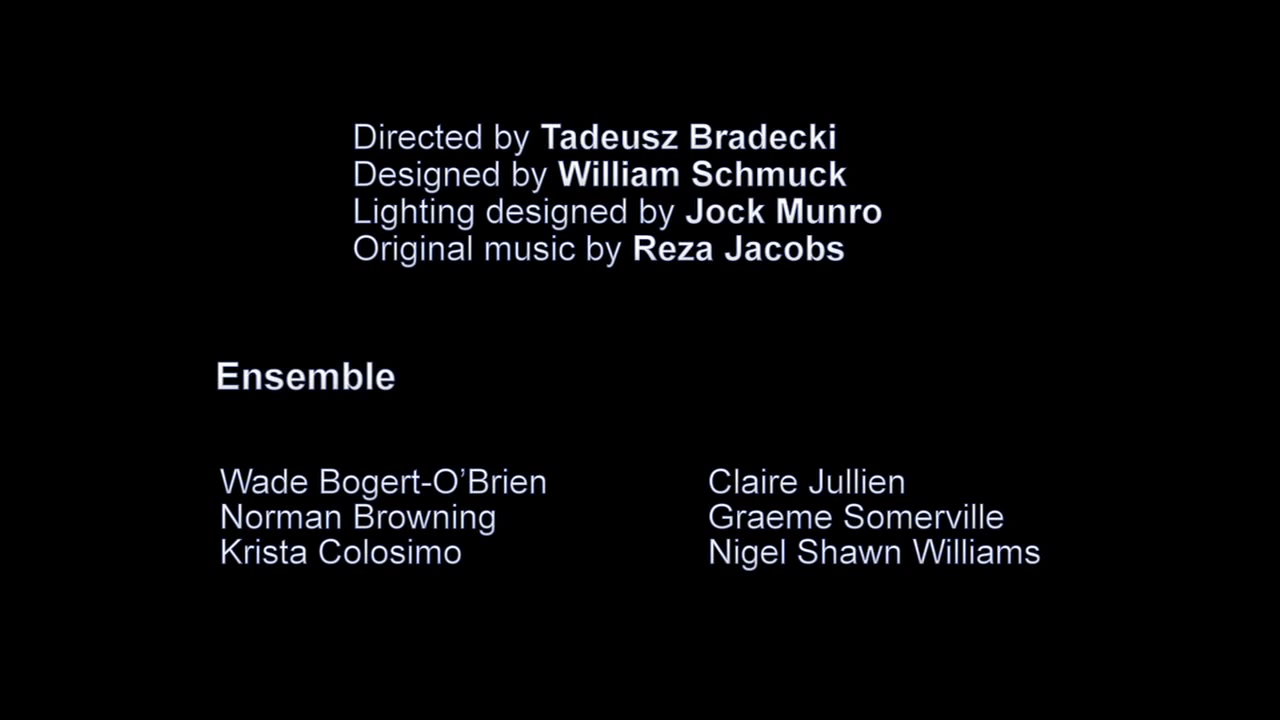 Directed by Tadeusz Bradecki
Designed by William Schmuck
Lighting designed by Jock Munro
Original music by Reza Jacobs
Ensemble
Wade Bogert-O’Brien
Norman Browning
Krista Colosimo
Claire Jullien
Graeme Somerville
Nigel Shawn Williams